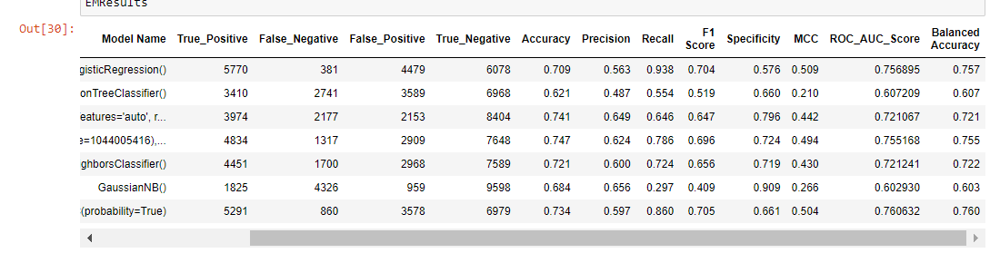 EMResults
Out[30]:
Model Name True_Positive False_Negative False_Positive True_Negative Accuracy Precision Recall F1 Score Specificity MCC ROC_AUC_Score Balanced Accuracy
gisticRegression() 5770 381 4479 6078 0.709 0.563 0.938 0.704 0.576 0.509 0.756895 0.757
onTreeClassifier() 3410 2741 3589 6968 0.621 0.487 0.554 0.519 0.660 0.210 0.607209 0.607
eatures='auto', r... 3974 2177 2153 8404 0.741 0.649 0.646 0.647 0.796 0.442 0.721067 0.721
e=1044005416),... 4834 1317 2909 7648 0.747 0.624 0.786 0.696 0.724 0.494 0.755168 0.755
ighborsClassifier() 4451 1700 2968 7589 0.721 0.600 0.724 0.656 0.719 0.430 0.721241 0.722
GaussianNB() 1825 4326 959 9598 0.684 0.656 0.297 0.409 0.909 0.266 0.602930 0.603
(probability=True) 5291 860 3578 6979 0.734 0.597 0.860 0.705 0.661 0.504 0.760632 0.760